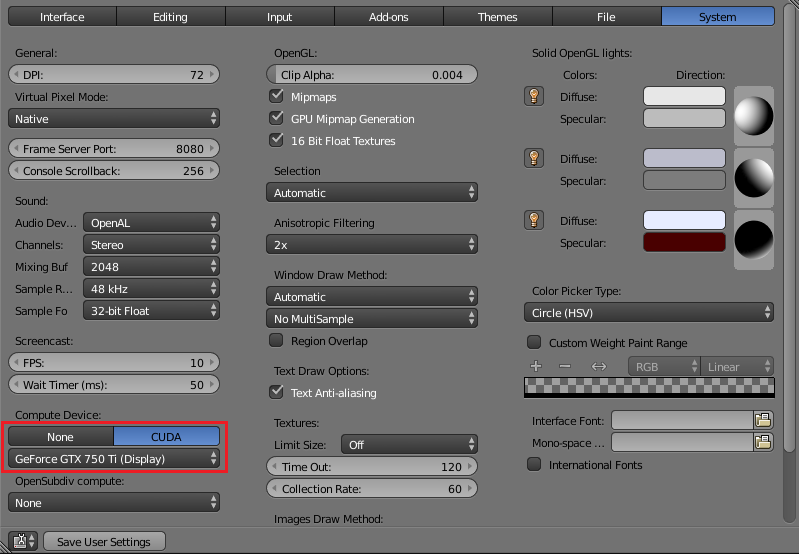 Interface Editing Input Add-ons Themes File System
General:
DPI: 72
Virtual Pixel Mode:
Native
Frame Server Port: 8080
Console Scrollback: 256
Sound:
Audio Dev... OpenAL
Channels: Stereo
Mixing Buf 2048
Sample R... 48 kHz
Sample Fo 32-bit Float
Screencast:
FPS: 10
Wait Timer (ms): 50
Compute Device:
None CUDA
GeForce GTX 750 Ti (Display)
OpenSubdiv compute:
None
OpenGL:
Clip Alpha: 0.004
Mipmaps
GPU Mipmap Generation
16 Bit Float Textures
Selection
Automatic
Anisotropic Filtering
2x
Window Draw Method:
Automatic
No MultiSample
Region Overlap
Text Draw Options:
Text Anti-aliasing
Textures:
Limit Size: Off
Time Out: 120
Collection Rate: 60
Images Draw Method:
Solid OpenGL lights:
Colors: Direction:
Diffuse:
Specular:
Diffuse:
Specular:
Diffuse:
Specular:
Color Picker Type:
Circle (HSV)
Custom Weight Paint Range
RGB Linear
Interface Font:
Mono-space ...
International Fonts
Save User Settings